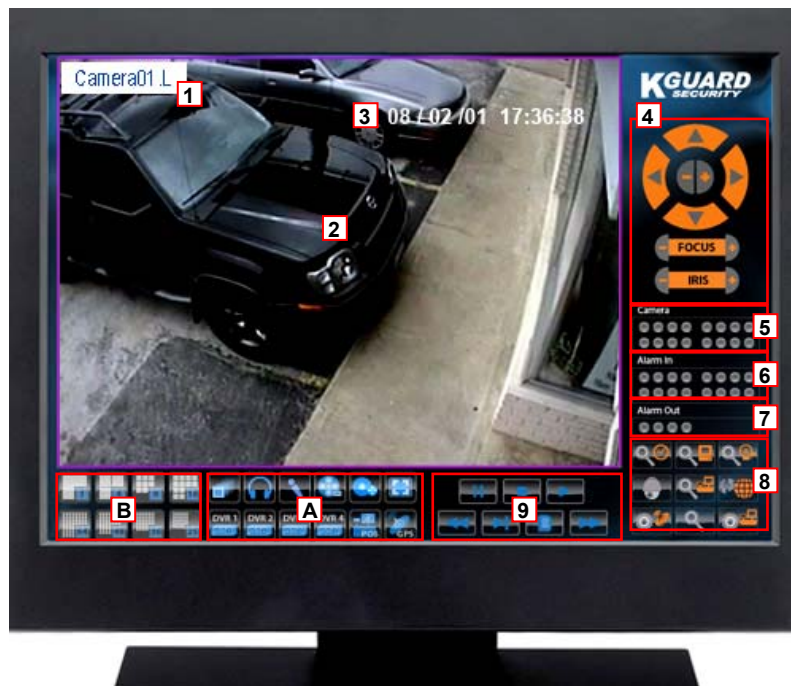 Camera01.L
1
3 08 / 02 /01 17:36:38
2
KGUARD
SECURITY
4
- +
- FOCUS +
- IRIS +
Camera
5
Alarm In
6
Alarm Out
7
8
B
A
9
DVR 1 DVR 2 DVR 4 POS GPS